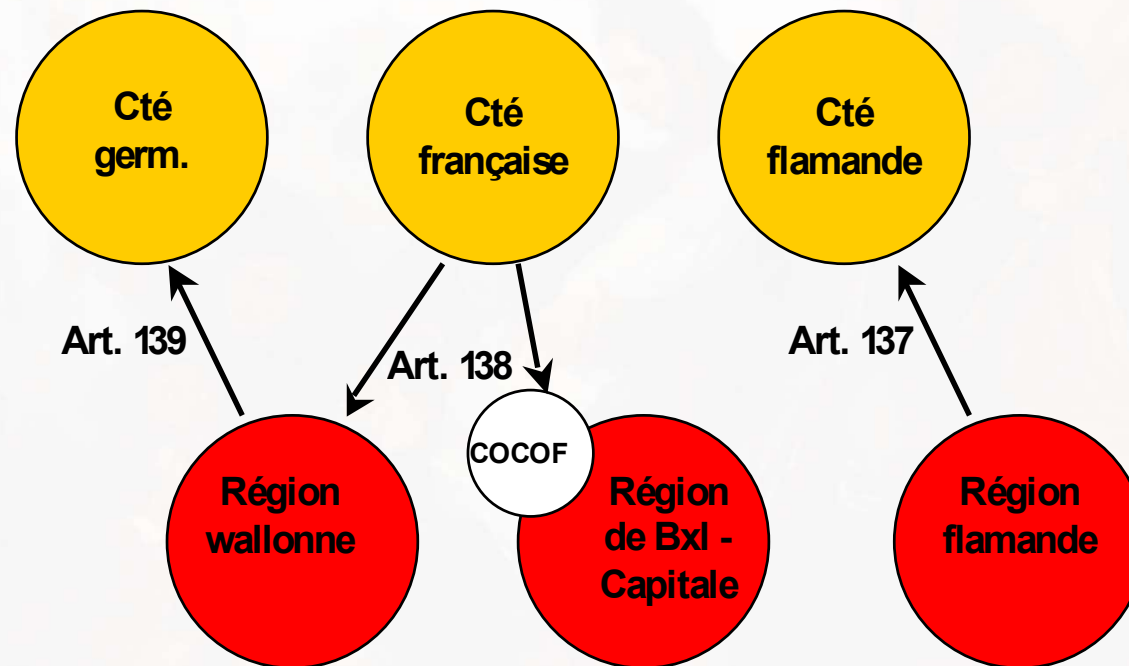 Cté
germ.
Cté
française
Cté
flamande
Art. 139
Art. 138
Art. 137
COCOF
Région
wallonne
Région
de Bxl -
Capitale
Région
flamande